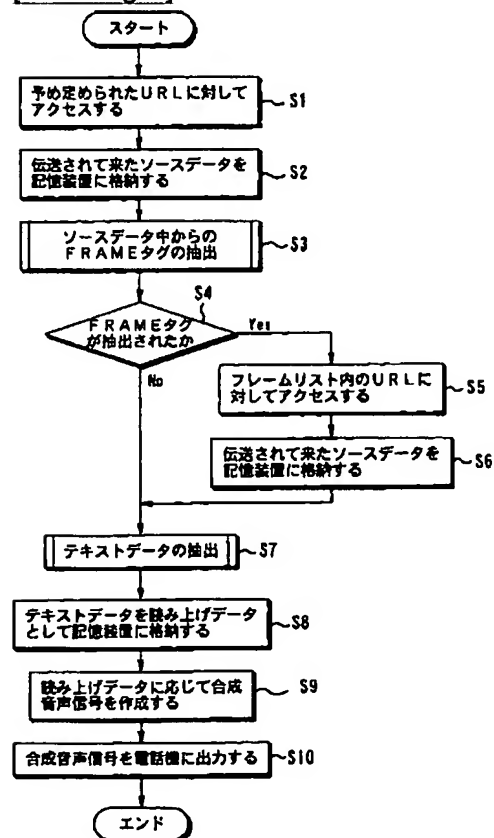 スタート
予め定められたURLに対して
アクセスする
S1
伝送されて来たソースデータを
記憶装置に格納する
S2
ソースデータ中からの
FRAMEタグの抽出
S3
S4
FRAMEタグ
が抽出されたか
Yes
No
フレームリスト内のURLに
対してアクセスする
S5
伝送されて来たソースデータを
記憶装置に格納する
S6
テキストデータの抽出
S7
テキストデータを読み上げデータ
として記憶装置に格納する
S8
読み上げデータに応じて合成
音声信号を作成する
S9
合成音声信号を電話機に出力する
S10
エンド